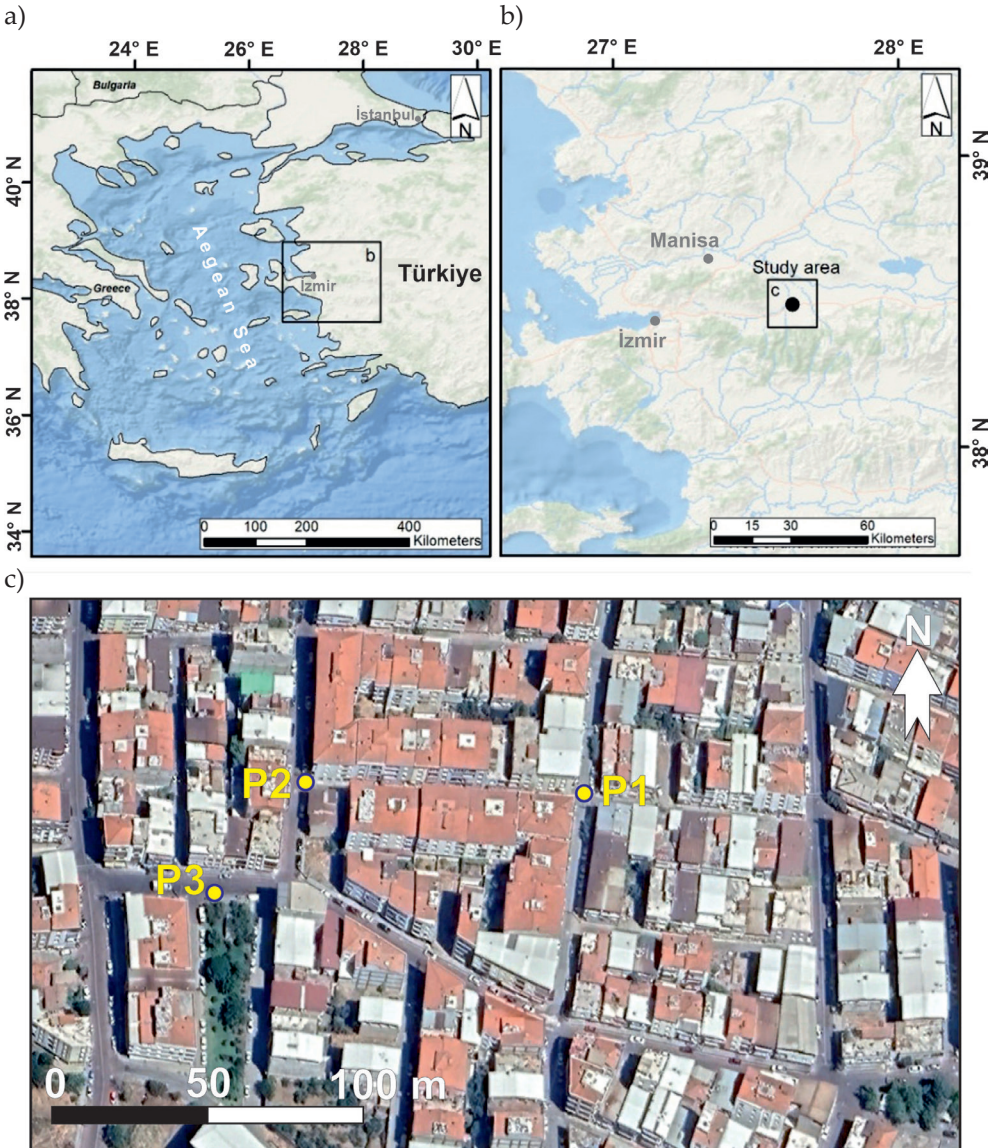 a)
24° E 26° E 28° E 30° E
Bulgaria
İstanbul
N
40° N
Aegean Sea
b
İzmir
Türkiye
Greece
38° N
36° N
34° N
0 100 200 400
Kilometers
b)
27° E 28° E
N
39° N
Manisa
Study area
c
İzmir
38° N
0 15 30 60
Kilometers
c)
N
P2
P1
P3
0 50 100 m